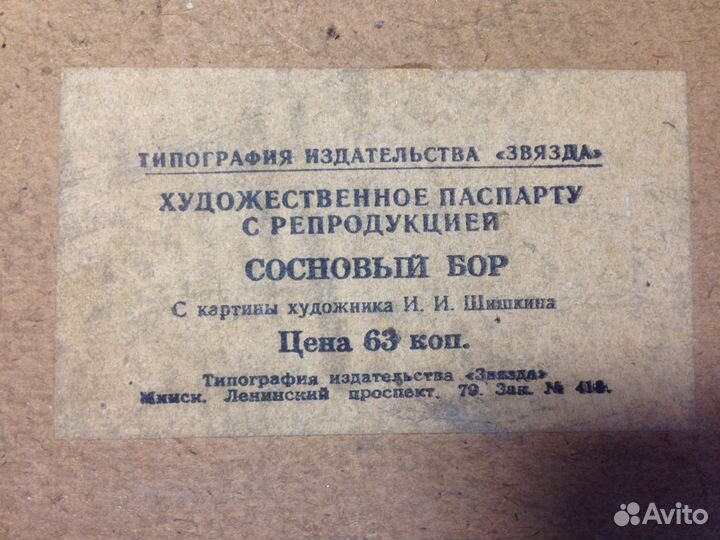 ТИПОГРАФИЯ ИЗДАТЕЛЬСТВА «ЗВЯЗДА»
ХУДОЖЕСТВЕННОЕ ПАСПАРТУ
С РЕПРОДУКЦИЕЙ
СОСНОВЫЙ БОР
С картины художника И. И. Шишкина
Цена 63 коп.
Типография издательства «Звязда»
Минск. Ленинский проспект, 79. Зак. №
Avito